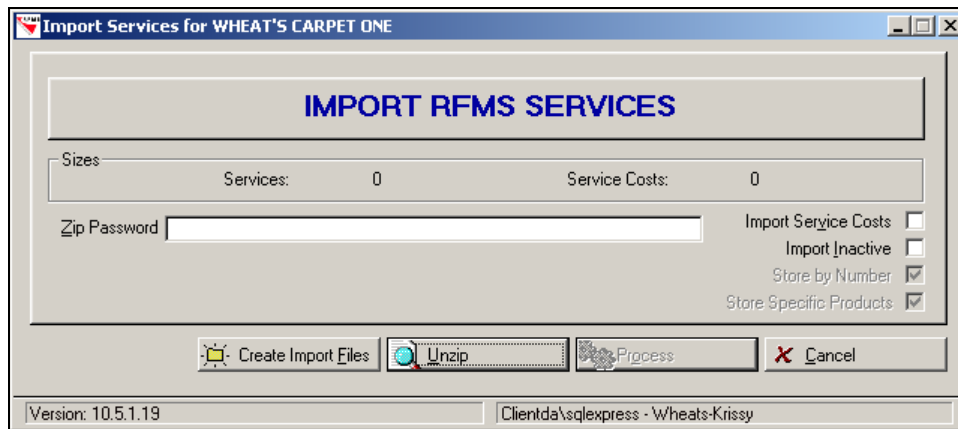 Import Services for WHEAT'S CARPET ONE
IMPORT RFMS SERVICES
Sizes
Services: 0 Service Costs: 0
Zip Password
Import Service Costs
Import Inactive
Store by Number
Store Specific Products
Create Import Files Unzip Process Cancel
Version: 10.5.1.19 Clientda\sqlexpress - Wheats-Krissy